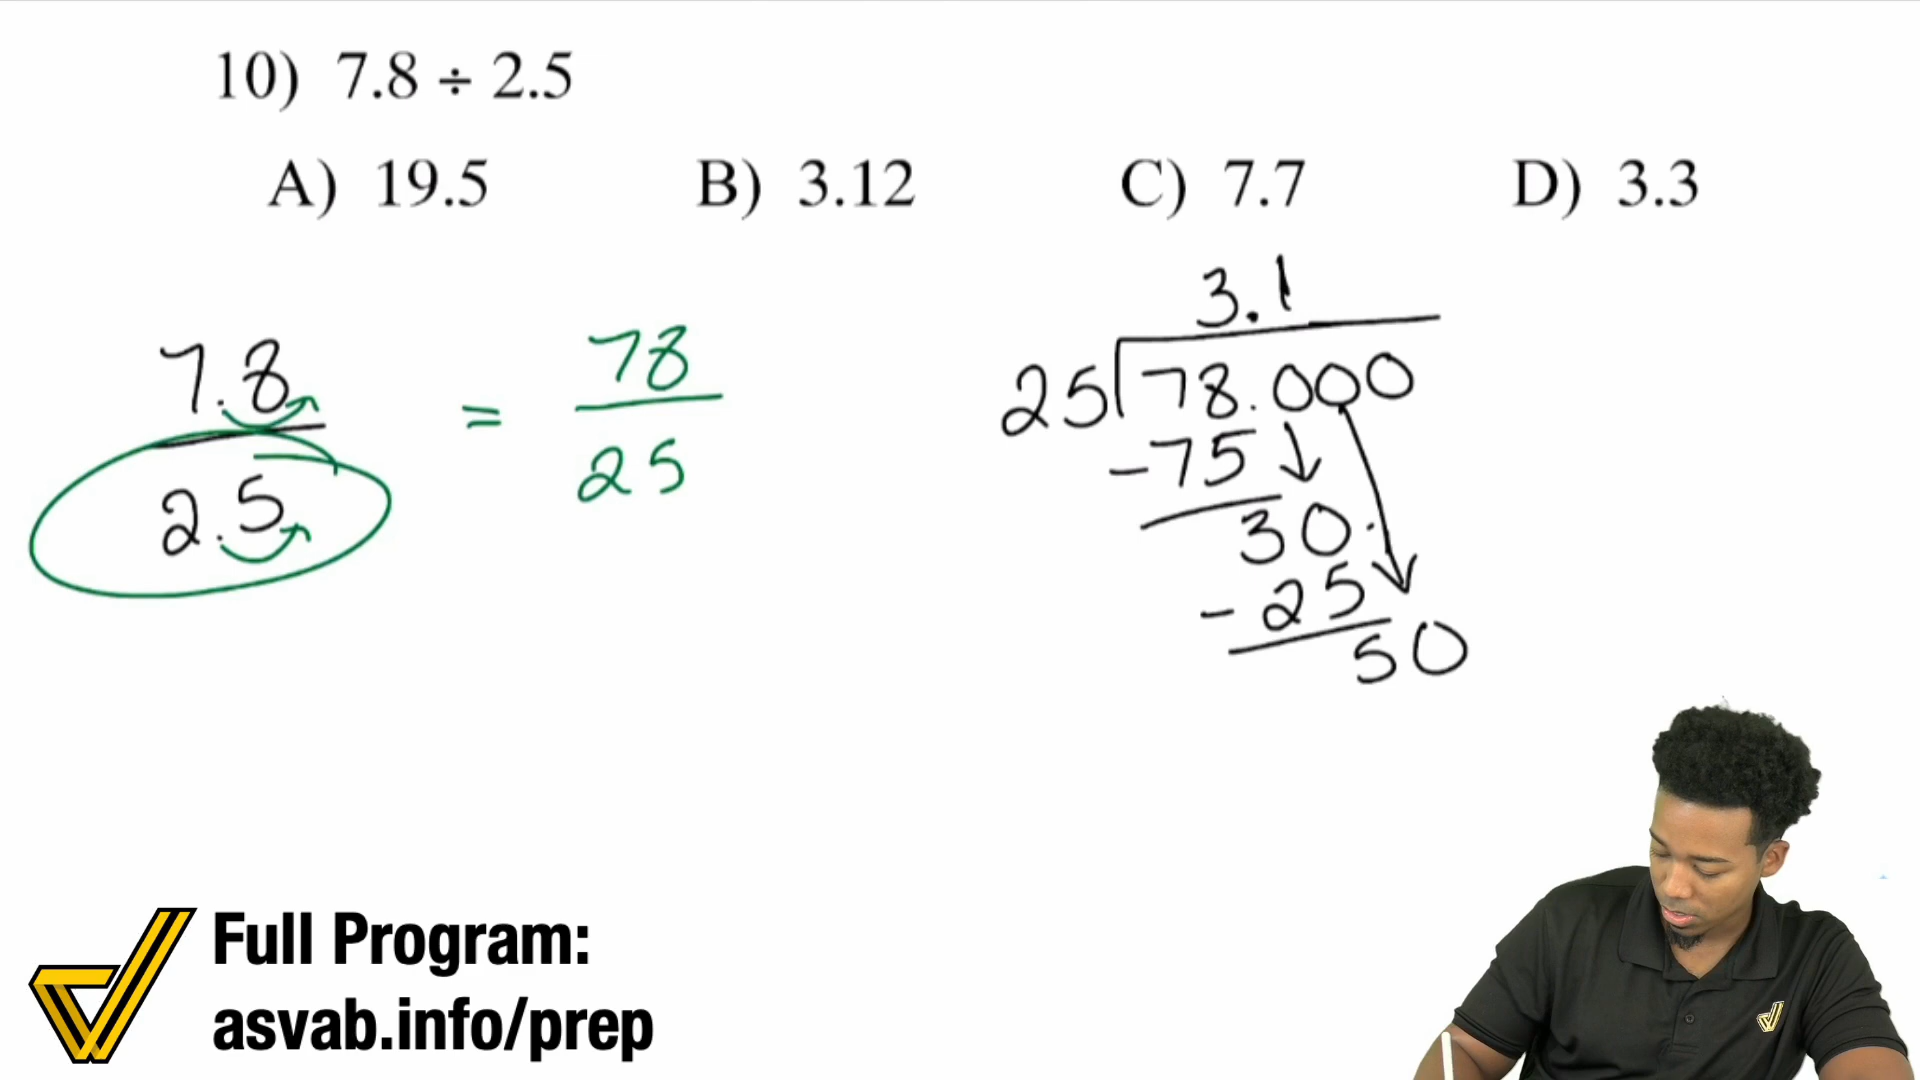 10) 7.8 ÷ 2.5
A) 19.5 B) 3.12 C) 7.7 D) 3.3
7.8
2.5
=
78
25
3.1
25 78.000
-75
30
-25
50
Full Program:
asvab.info/prep